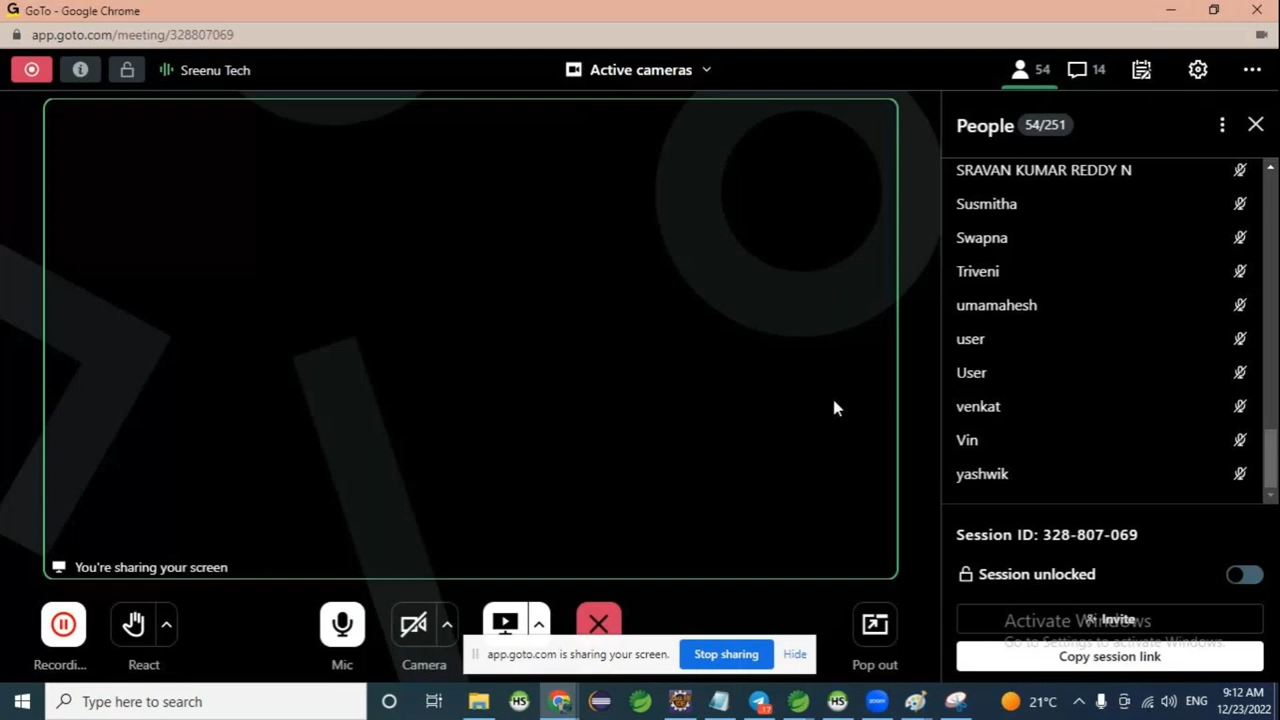 GoTo - Google Chrome
app.goto.com/meeting/328807069
Sreenu Tech
Active cameras
54
14
People 54/251
SRAVAN KUMAR REDDY N
Susmitha
Swapna
Triveni
umamahesh
user
User
venkat
Vin
yashwik
Session ID: 328-807-069
Session unlocked
Invite
Activate Windows
Go to Settings to activate Windows.
Copy session link
You're sharing your screen
Recordi...
React
Mic
Camera
app.goto.com is sharing your screen.
Stop sharing
Hide
Pop out
Type here to search
HS
HS
17
21°C
ENG
9:12 AM
12/23/2022